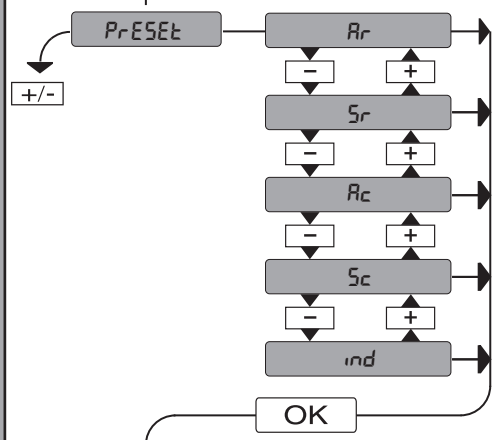 PrESEt
Ar
+/-
- +
Sr
- +
Ac
- +
Sc
- +
ind
OK